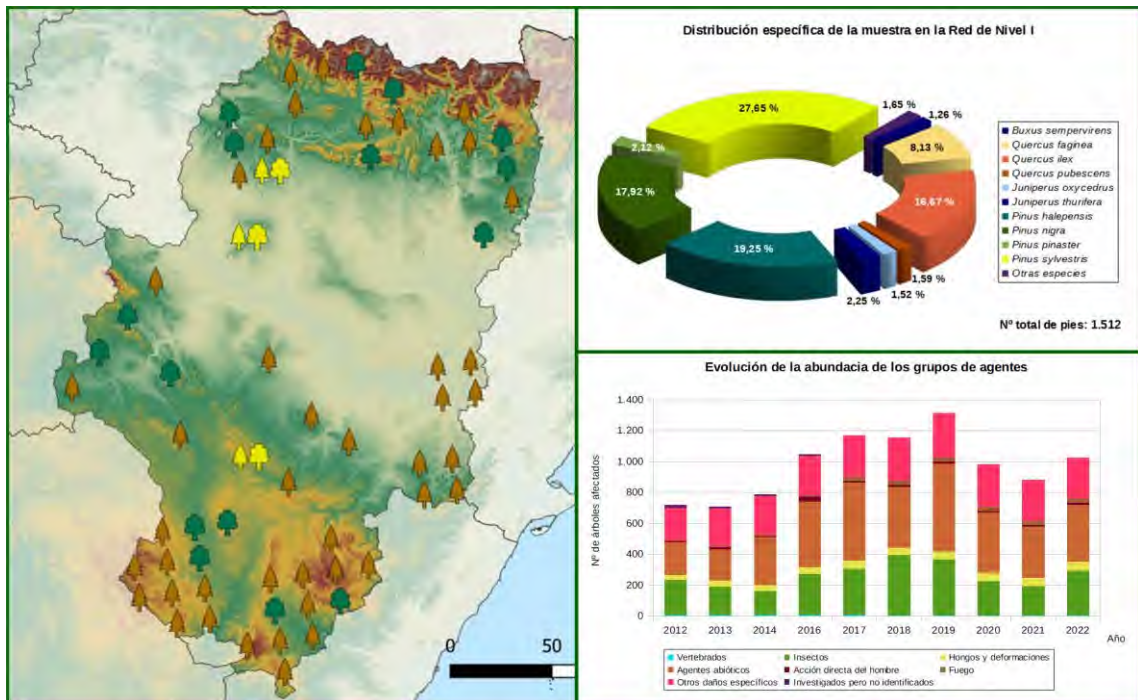 0 50
Distribución específica de la muestra en la Red de Nivel I
27,65 %
1,65 %
1,26 %
8,13 %
16,67 %
1,59 %
1,52 %
2,25 %
19,25 %
17,92 %
2,12 %
Buxus sempervirens
Quercus faginea
Quercus ilex
Quercus pubescens
Juniperus oxycedrus
Juniperus thurifera
Pinus halepensis
Pinus nigra
Pinus pinaster
Pinus sylvestris
Otras especies
Nº total de pies: 1.512
Evolución de la abundacia de los grupos de agentes
Nº de árboles afectados
1.400
1.200
1.000
800
600
400
200
0
2012 2013 2014 2016 2017 2018 2019 2020 2021 2022
Año
Vertebrados Insectos Hongos y deformaciones
Agentes abióticos Acción directa del hombre Fuego
Otros daños específicos Investigados pero no identificados